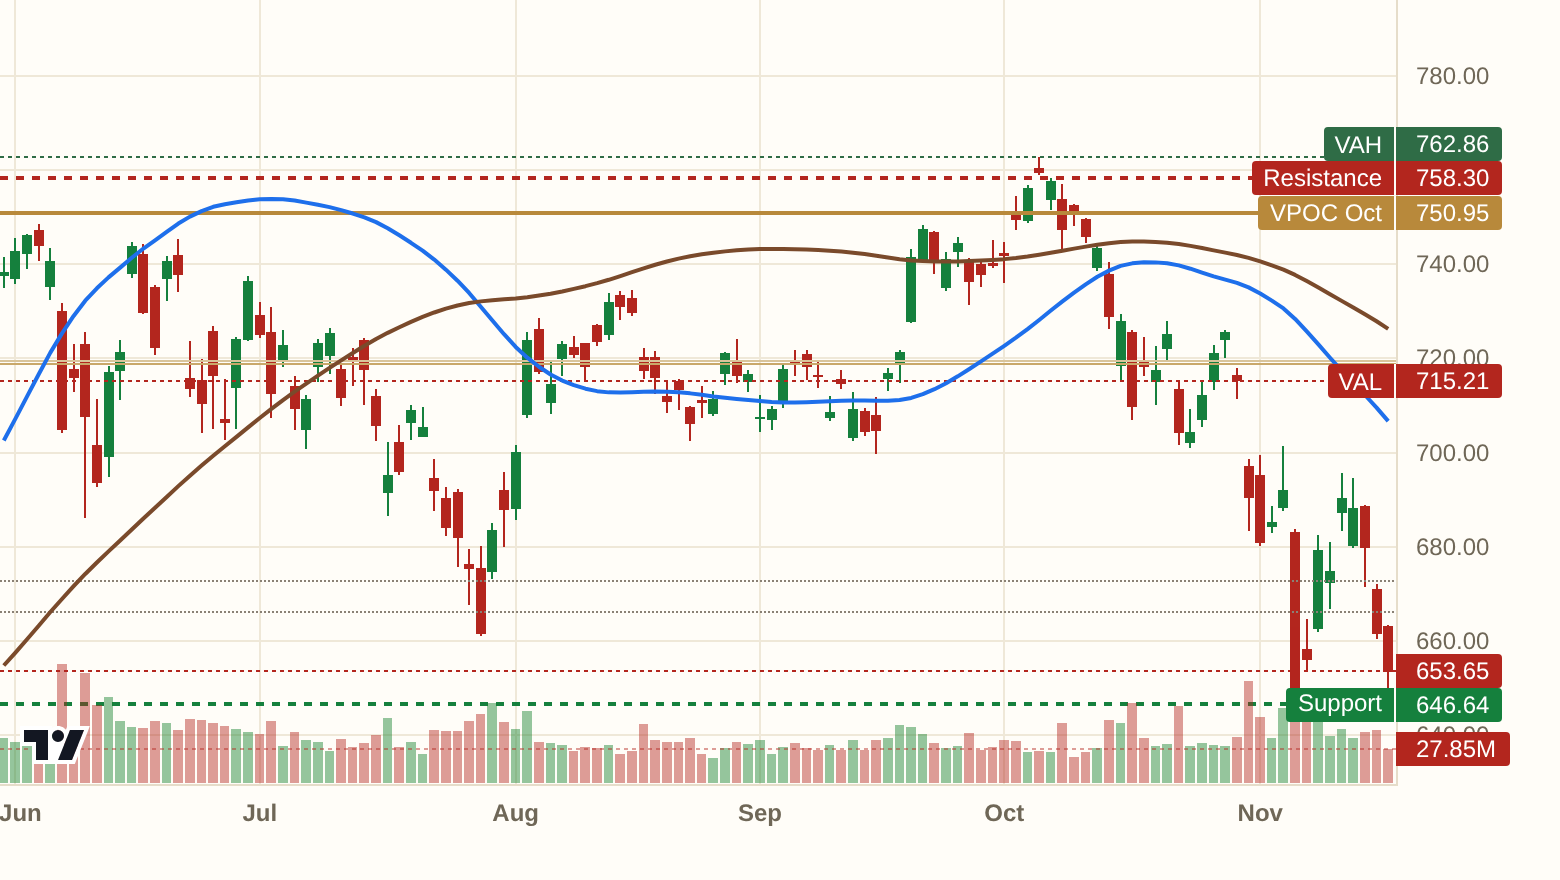 780.00
VAH 762.86
Resistance 758.30
VPOC Oct 750.95
740.00
720.00
VAL 715.21
700.00
680.00
660.00
653.65
Support 646.64
640.00
27.85M
Jun Jul Aug Sep Oct Nov